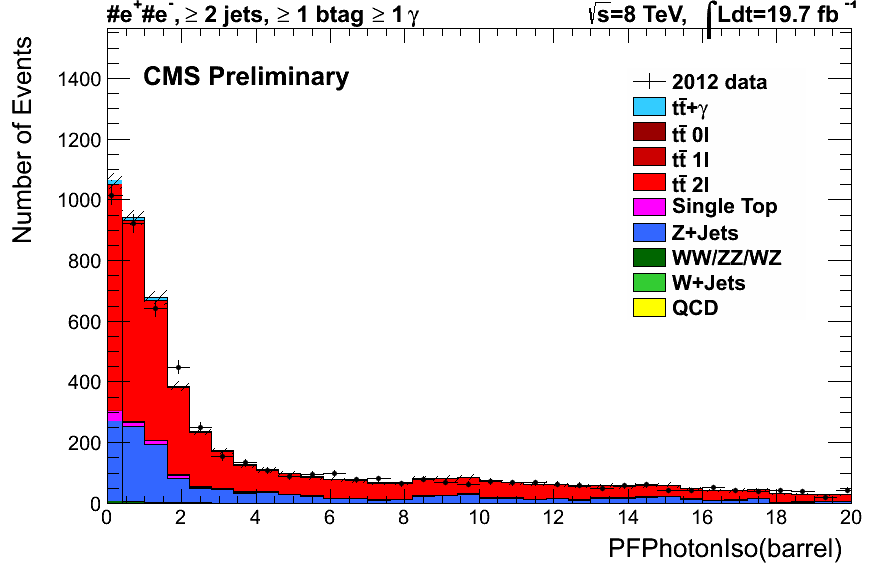 #e⁺#e⁻, ≥ 2 jets, ≥ 1 btag ≥ 1 γ √s=8 TeV, ∫Ldt=19.7 fb⁻¹
CMS Preliminary
2012 data
tt̄+γ
tt̄ 0l
tt̄ 1l
tt̄ 2l
Single Top
Z+Jets
WW/ZZ/WZ
W+Jets
QCD
Number of Events
1400
1200
1000
800
600
400
200
0
0 2 4 6 8 10 12 14 16 18 20
PFPhotonIso(barrel)